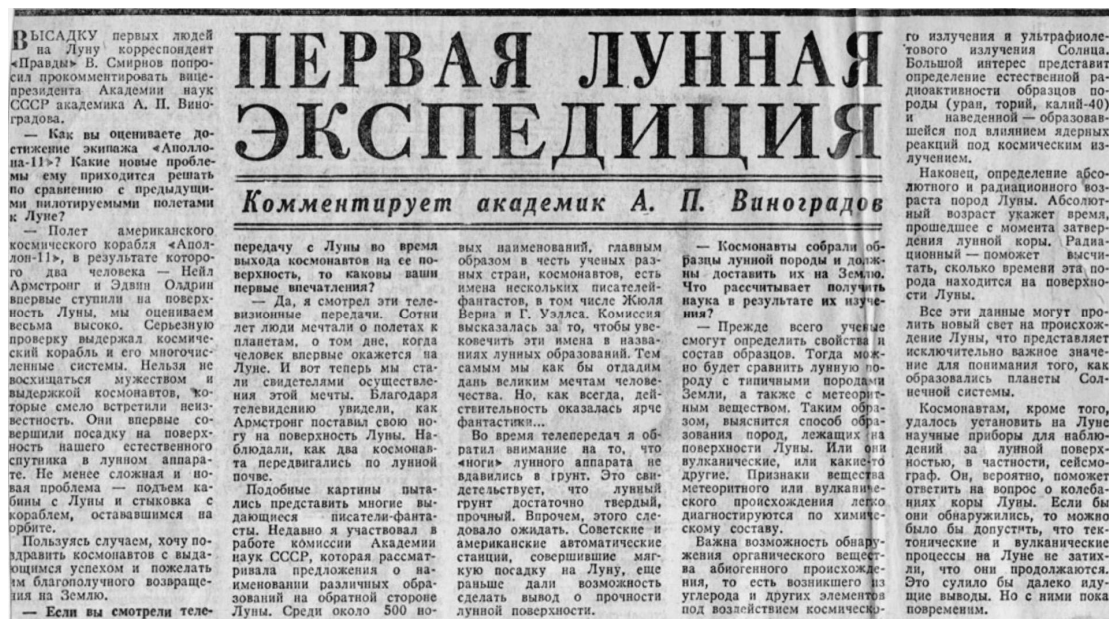 ПЕРВАЯ ЛУННАЯ
ЭКСПЕДИЦИЯ
Комментирует академик А. П. Виноградов
ВЫСАДКУ первых людей
на Луну корреспондент
«Правды» В. Смирнов попро-
сил прокомментировать вице-
президента Академии наук
СССР академика А. П. Вино-
градова.
— Как вы оцениваете до-
стижение экипажа «Аполло-
на-11»? Какие новые пробле-
мы ему приходится решать
по сравнению с предыдущи-
ми пилотируемыми полетами
к Луне?
— Полет американского
космического корабля «Апол-
лон-11», в результате которо-
го два человека — Нейл
Армстронг и Эдвин Олдрин
впервые ступили на поверх-
ность Луны, мы оцениваем
весьма высоко. Серьезную
проверку выдержал космиче-
ский корабль и его многочис-
ленные системы. Нельзя не
восхищаться мужеством и
выдержкой космонавтов, ко-
торые смело встретили неиз-
вестность. Они впервые со-
вершили посадку на поверх-
ность нашего естественного
спутника в лунном аппара-
те. Не менее сложная и но-
вая проблема — подъем ка-
бины с Луны и стыковка с
кораблем, остававшимся на
орбите.
Пользуясь случаем, хочу по-
здравить космонавтов с выда-
ющимся успехом и пожелать
им благополучного возвраще-
ния на Землю.
— Если вы смотрели теле-
передачу с Луны во время
выхода космонавтов на ее по-
верхность, то каковы ваши
первые впечатления?
— Да, я смотрел эти теле-
визионные передачи. Сотни
лет люди мечтали о полетах к
планетам, о том дне, когда
человек впервые окажется на
Луне. И вот теперь мы ста-
ли свидетелями осуществле-
ния этой мечты. Благодаря
телевидению увидели, как
Армстронг поставил свою но-
гу на поверхность Луны. На-
блюдали, как два космонав-
та передвигались по лунной
почве.
Подобные картины пыта-
лись представить многие вы-
дающиеся писатели-фанта-
сты. Недавно я участвовал в
работе комиссии Академии
наук СССР, которая рассмат-
ривала предложения о на-
именовании различных обра-
зований на обратной стороне
Луны. Среди около 500 но-
вых наименований, главным
образом в честь ученых раз-
ных стран, космонавтов, есть
имена нескольких писателей-
фантастов, в том числе Жюля
Верна и Г. Уэллса. Комиссия
высказалась за то, чтобы уве-
ковечить эти имена в назва-
ниях лунных образований. Тем
самым мы как бы отдадим
дань великим мечтам челове-
чества. Но, как всегда, дей-
ствительность оказалась ярче
фантастики...
Во время телепередач я об-
ратил внимание на то, что
«ноги» лунного аппарата не
вдавились в грунт. Это сви-
детельствует, что лунный
грунт достаточно твердый,
прочный. Впрочем, этого сле-
довало ожидать. Советские и
американские автоматические
станции, совершившие мяг-
кую посадку на Луну, еще
раньше дали возможность
сделать вывод о прочности
лунной поверхности.
— Космонавты собрали об-
разцы лунной породы и долж-
ны доставить их на Землю.
Что рассчитывает получить
наука в результате их изуче-
ния?
— Прежде всего ученые
смогут определить свойства и
состав образцов. Тогда мож-
но будет сравнить лунную по-
роду с типичными породами
Земли, а также с метеорит-
ным веществом. Таким обра-
зом, выяснится способ обра-
зования пород, лежащих на
поверхности Луны. Или они
вулканические, или какие-то
другие. Признаки вещества
метеоритного или вулканиче-
ского происхождения легко
диагностируются по химиче-
скому составу.
Важна возможность обнару-
жения органического вещест-
ва абиогенного происхожде-
ния, то есть возникшего из
углерода и других элементов
под воздействием космическо-
го излучения и ультрафиоле-
тового излучения Солнца.
Большой интерес представит
определение естественной ра-
диоактивности образцов по-
роды (уран, торий, калий-40)
и наведенной — образовав-
шейся под влиянием ядерных
реакций под космическим из-
лучением.
Наконец, определение абсо-
лютного и радиационного воз-
раста пород Луны. Абсолют-
ный возраст укажет время,
прошедшее с момента затвер-
дения лунной коры. Радиа-
ционный — поможет высчи-
тать, сколько времени эта по-
рода находится на поверхно-
сти Луны.
Все эти данные могут про-
лить новый свет на происхож-
дение Луны, что представляет
исключительно важное значе-
ние для понимания того, как
образовались планеты Сол-
нечной системы.
Космонавтам, кроме того,
удалось установить на Луне
научные приборы для наблю-
дений за лунной поверх-
ностью, в частности, сейсмо-
граф. Он, вероятно, поможет
ответить на вопрос о колеба-
ниях коры Луны. Если бы
они обнаружились, то можно
было бы допустить, что тек-
тонические и вулканические
процессы на Луне не затих-
ли, что они продолжаются.
Это сулило бы далеко иду-
щие выводы. Но с ними пока
повременим.